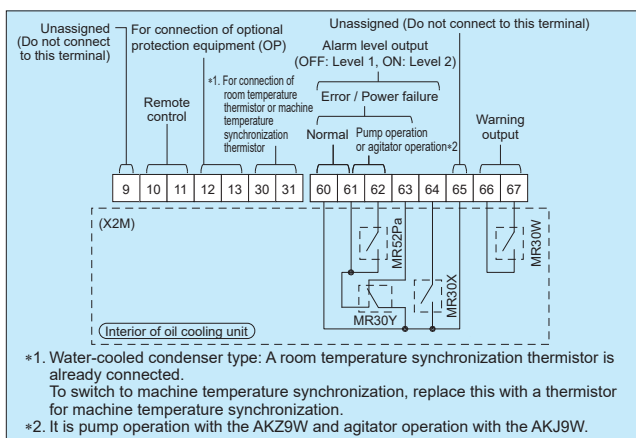 Unassigned
(Do not connect
to this terminal)
For connection of optional
protection equipment (OP)
Unassigned (Do not connect to this terminal)
Alarm level output
(OFF: Level 1, ON: Level 2)
*1. For connection of
room temperature
thermistor or machine
temperature
synchronization
thermistor
Remote
control
Error / Power failure
Normal
Pump operation
or agitator operation*2
Warning
output
9 10 11 12 13 30 31 60 61 62 63 64 65 66 67
(X2M)
MR52Pa
MR30W
MR30X
MR30Y
Interior of oil cooling unit
*1. Water-cooled condenser type: A room temperature synchronization thermistor is
already connected.
To switch to machine temperature synchronization, replace this with a thermistor
for machine temperature synchronization.
*2. It is pump operation with the AKZ9W and agitator operation with the AKJ9W.